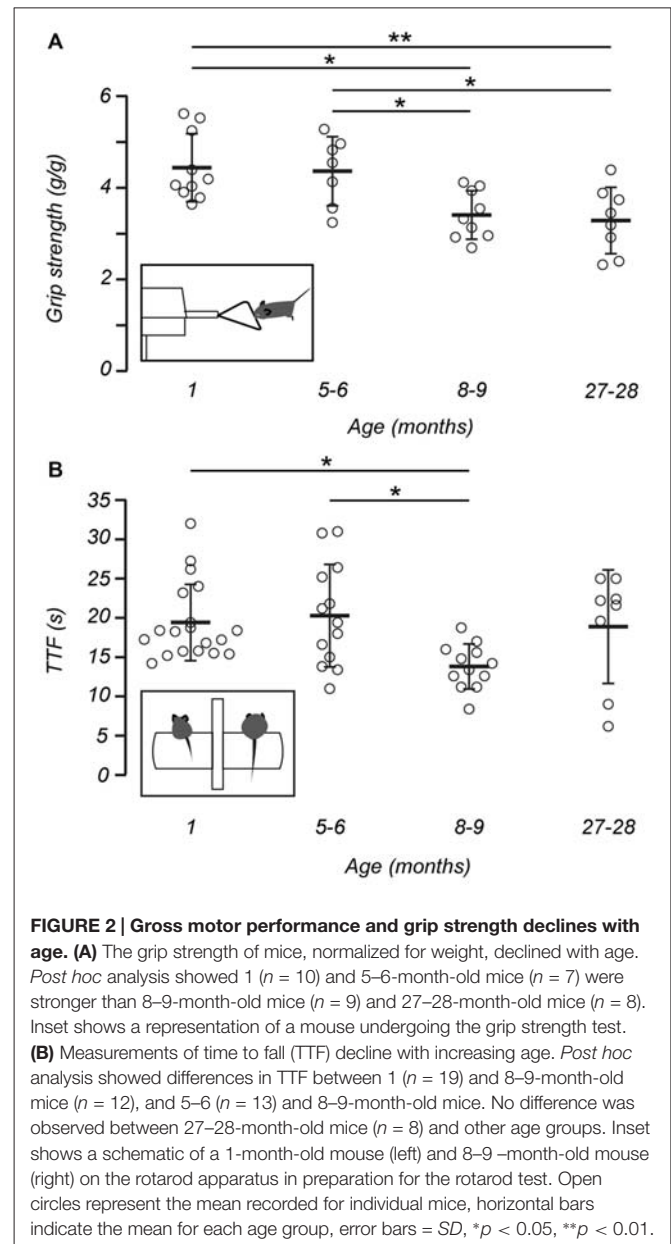 A
**
*
*
*
6
4
2
0
Grip strength (g/g)
1 5-6 8-9 27-28
Age (months)
B
*
*
35
30
25
20
15
10
5
0
TTF (s)
1 5-6 8-9 27-28
Age (months)
FIGURE 2 | Gross motor performance and grip strength declines with
age. (A) The grip strength of mice, normalized for weight, declined with age.
Post hoc analysis showed 1 (n = 10) and 5–6-month-old mice (n = 7) were
stronger than 8–9-month-old mice (n = 9) and 27–28-month-old mice (n = 8).
Inset shows a representation of a mouse undergoing the grip strength test.
(B) Measurements of time to fall (TTF) decline with increasing age. Post hoc
analysis showed differences in TTF between 1 (n = 19) and 8–9-month-old
mice (n = 12), and 5–6 (n = 13) and 8–9-month-old mice. No difference was
observed between 27–28-month-old mice (n = 8) and other age groups. Inset
shows a schematic of a 1-month-old mouse (left) and 8–9 –month-old mouse
(right) on the rotarod apparatus in preparation for the rotarod test. Open
circles represent the mean recorded for individual mice, horizontal bars
indicate the mean for each age group, error bars = SD, *p < 0.05, **p < 0.01.